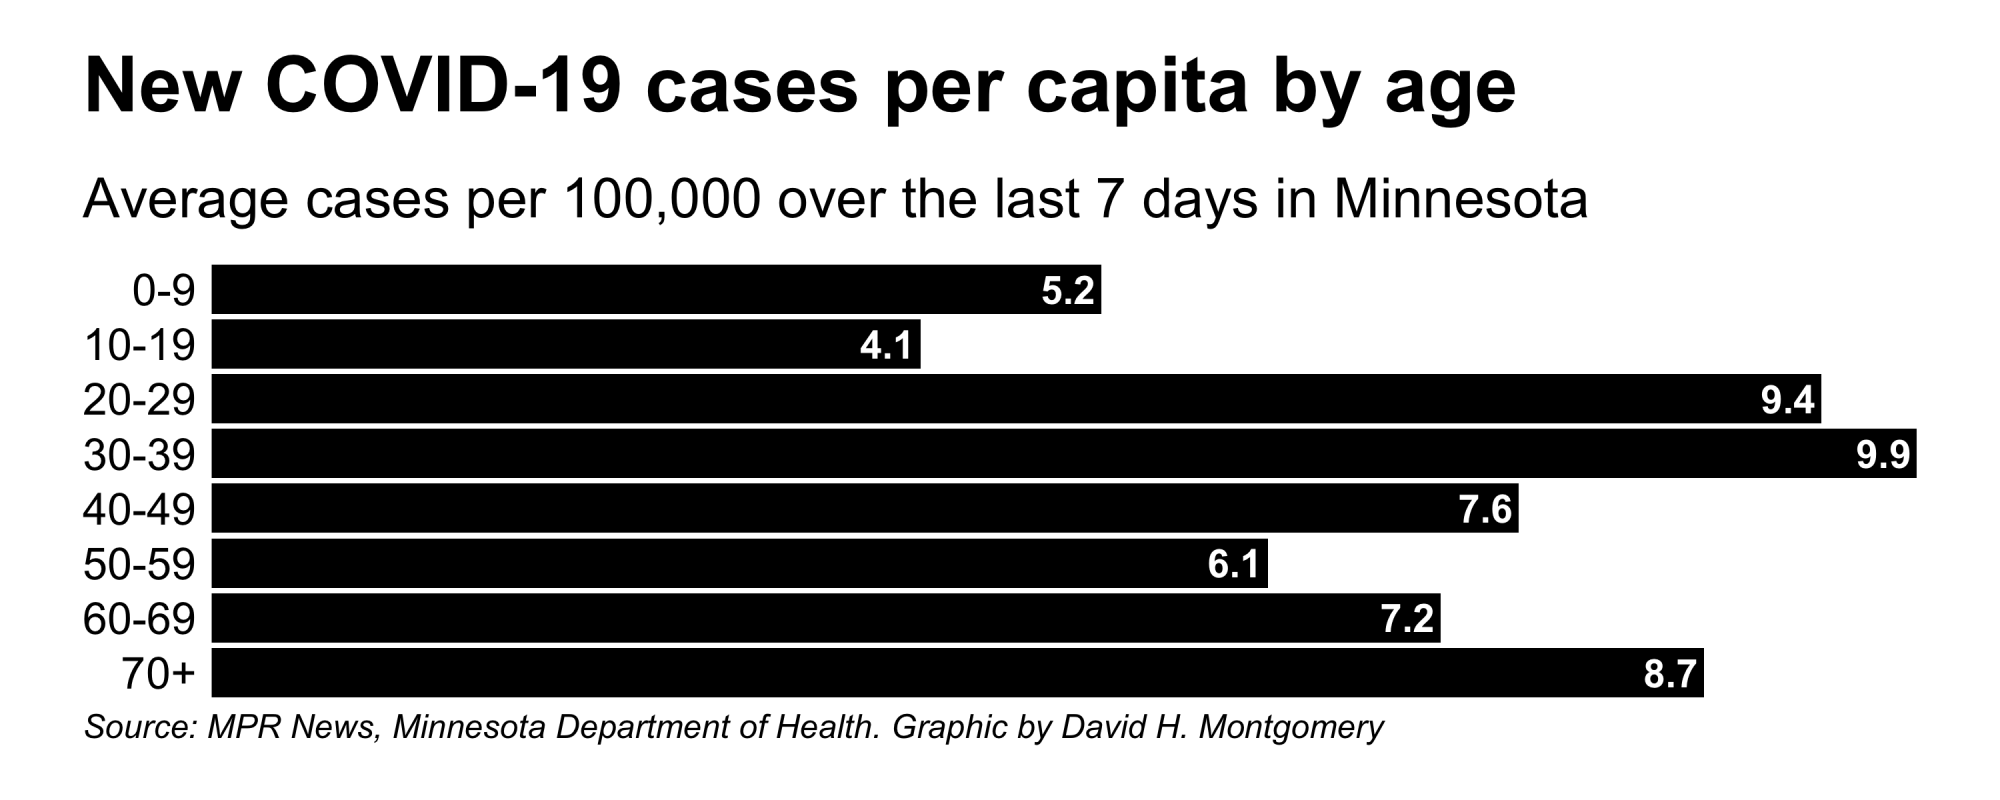 New COVID-19 cases per capita by age
Average cases per 100,000 over the last 7 days in Minnesota
0-9 5.2
10-19 4.1
20-29 9.4
30-39 9.9
40-49 7.6
50-59 6.1
60-69 7.2
70+ 8.7
Source: MPR News, Minnesota Department of Health. Graphic by David H. Montgomery